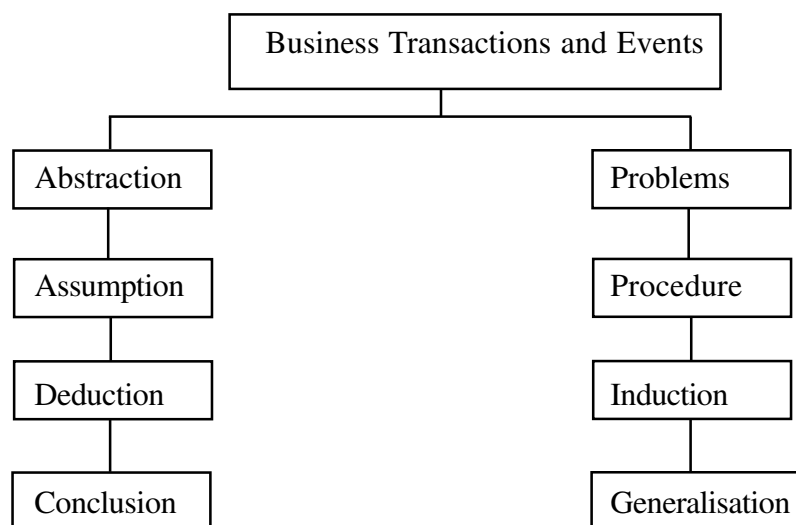 Business Transactions and Events
Abstraction
Problems
Assumption
Procedure
Deduction
Induction
Conclusion
Generalisation